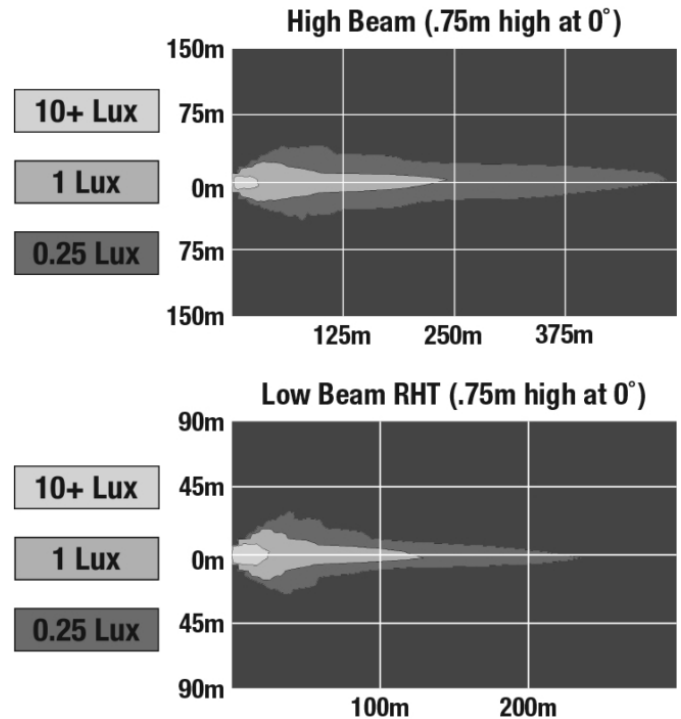 High Beam (.75m high at 0°)
150m
10+ Lux
75m
1 Lux
0m
0.25 Lux
75m
150m
125m 250m 375m
Low Beam RHT (.75m high at 0°)
90m
10+ Lux
45m
1 Lux
0m
0.25 Lux
45m
90m
100m 200m